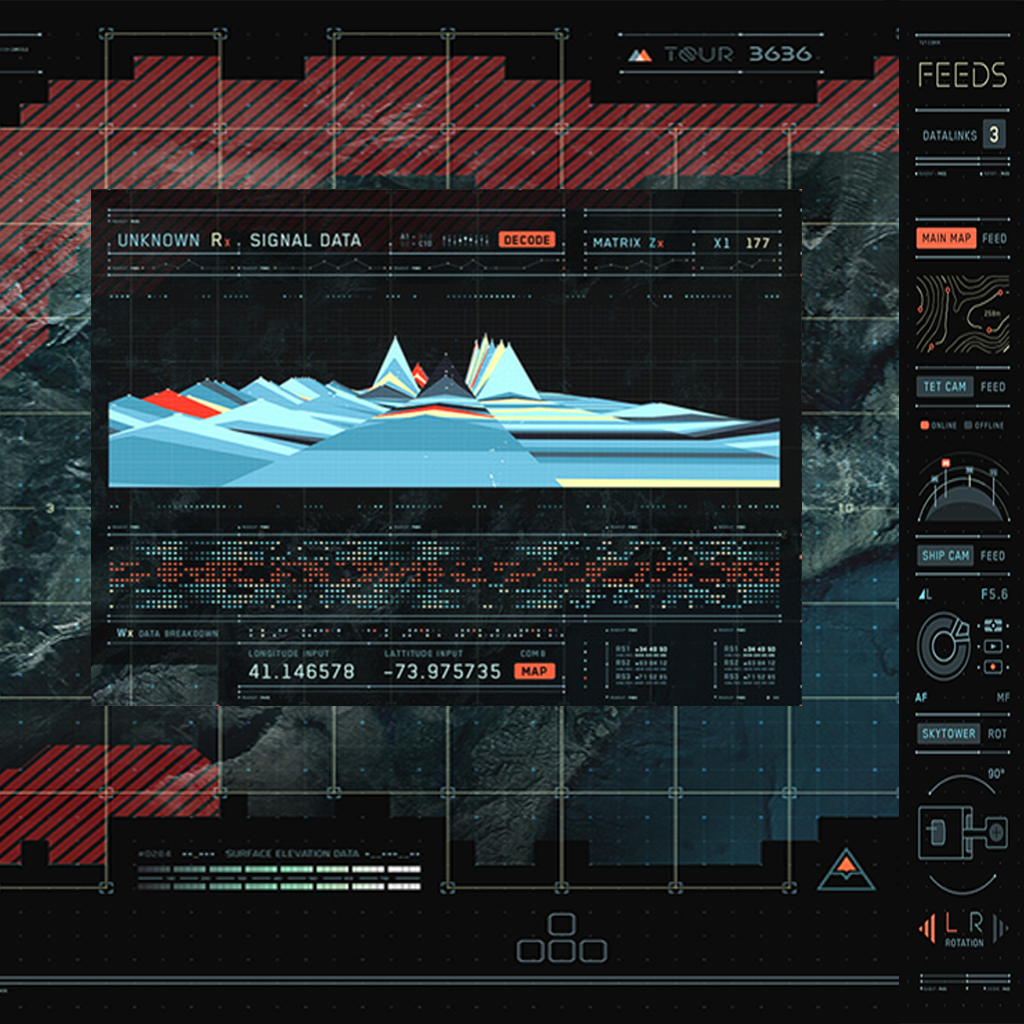 TOUR 3636
FEEDS
DATALINKS 3
UNKNOWN Rx SIGNAL DATA
DECODE
MATRIX Zx
X1 177
MAIN MAP FEED
258m
TET CAM FEED
ONLINE OFFLINE
3
10
SHIP CAM FEED
L F5.6
Wx DATA BREAKDOWN
LONGITUDE INPUT LATTITUDE INPUT COM B
41.146578 -73.975735 MAP
RS1
RS2
RS3
RS1
RS2
RS3
AF MF
SKYTOWER ROT
90°
SURFACE ELEVATION DATA
L R
ROTATION